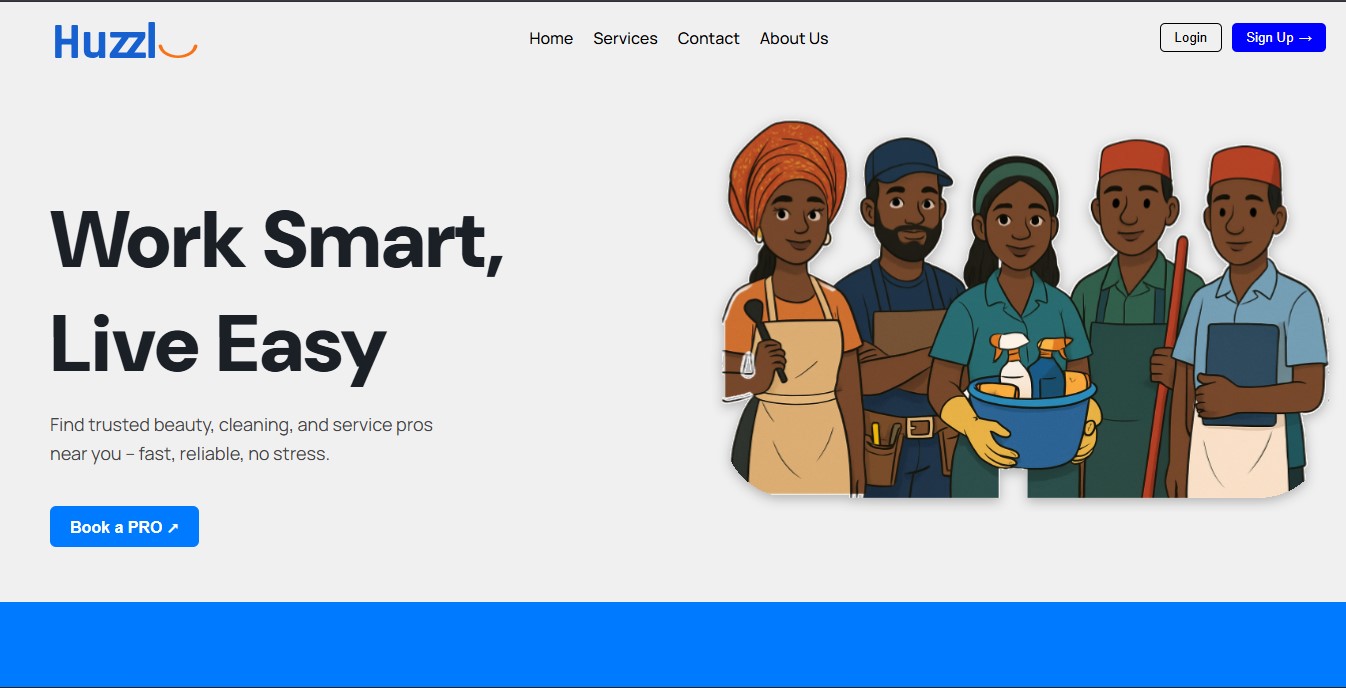 Huzzl
Home Services Contact About Us
Login
Sign Up →
Work Smart,
Live Easy
Find trusted beauty, cleaning, and service pros
near you – fast, reliable, no stress.
Book a PRO ↗